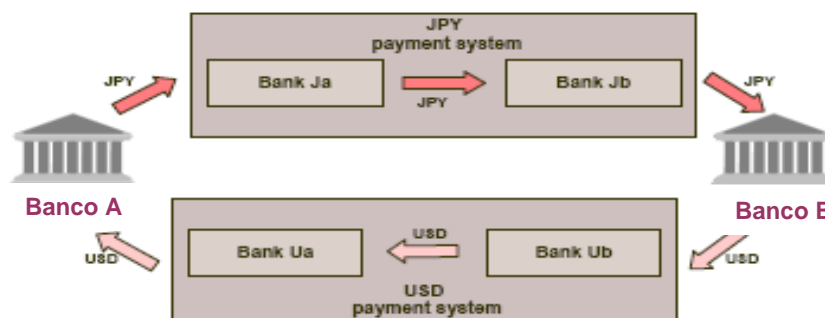 JPY
payment system
JPY
Bank Ja
JPY
Bank Jb
JPY
Banco A
Banco B
USD
Bank Ua
USD
Bank Ub
USD
USD
payment system